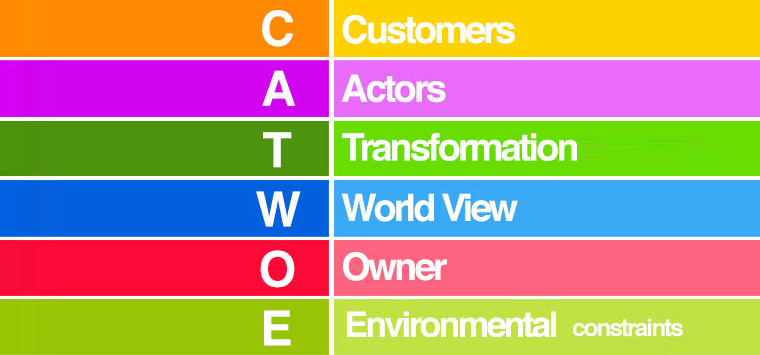 C Customers
A Actors
T Transformation
W World View
O Owner
E Environmental constraints